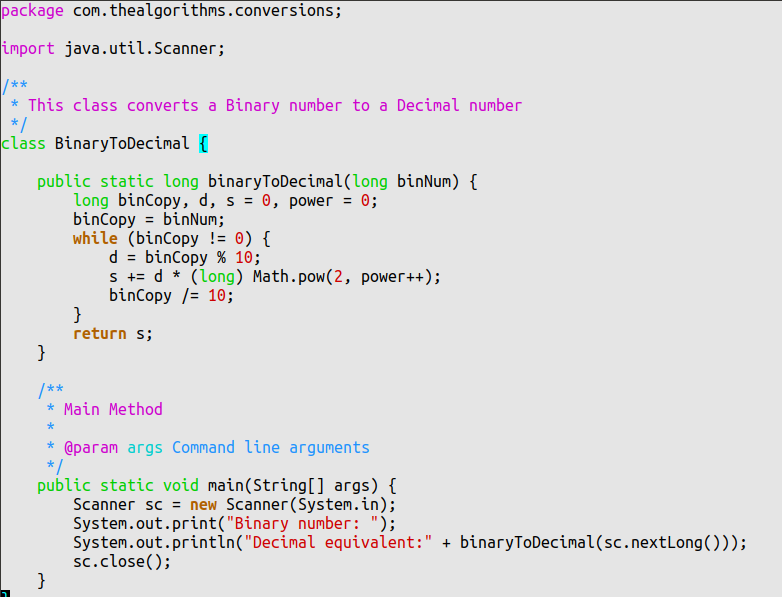 package com.thealgorithms.conversions;

import java.util.Scanner;

/**
 * This class converts a Binary number to a Decimal number
 */
class BinaryToDecimal {

    public static long binaryToDecimal(long binNum) {
        long binCopy, d, s = 0, power = 0;
        binCopy = binNum;
        while (binCopy != 0) {
            d = binCopy % 10;
            s += d * (long) Math.pow(2, power++);
            binCopy /= 10;
        }
        return s;
    }

    /**
     * Main Method
     *
     * @param args Command line arguments
     */
    public static void main(String[] args) {
        Scanner sc = new Scanner(System.in);
        System.out.print("Binary number: ");
        System.out.println("Decimal equivalent:" + binaryToDecimal(sc.nextLong()));
        sc.close();
    }
}